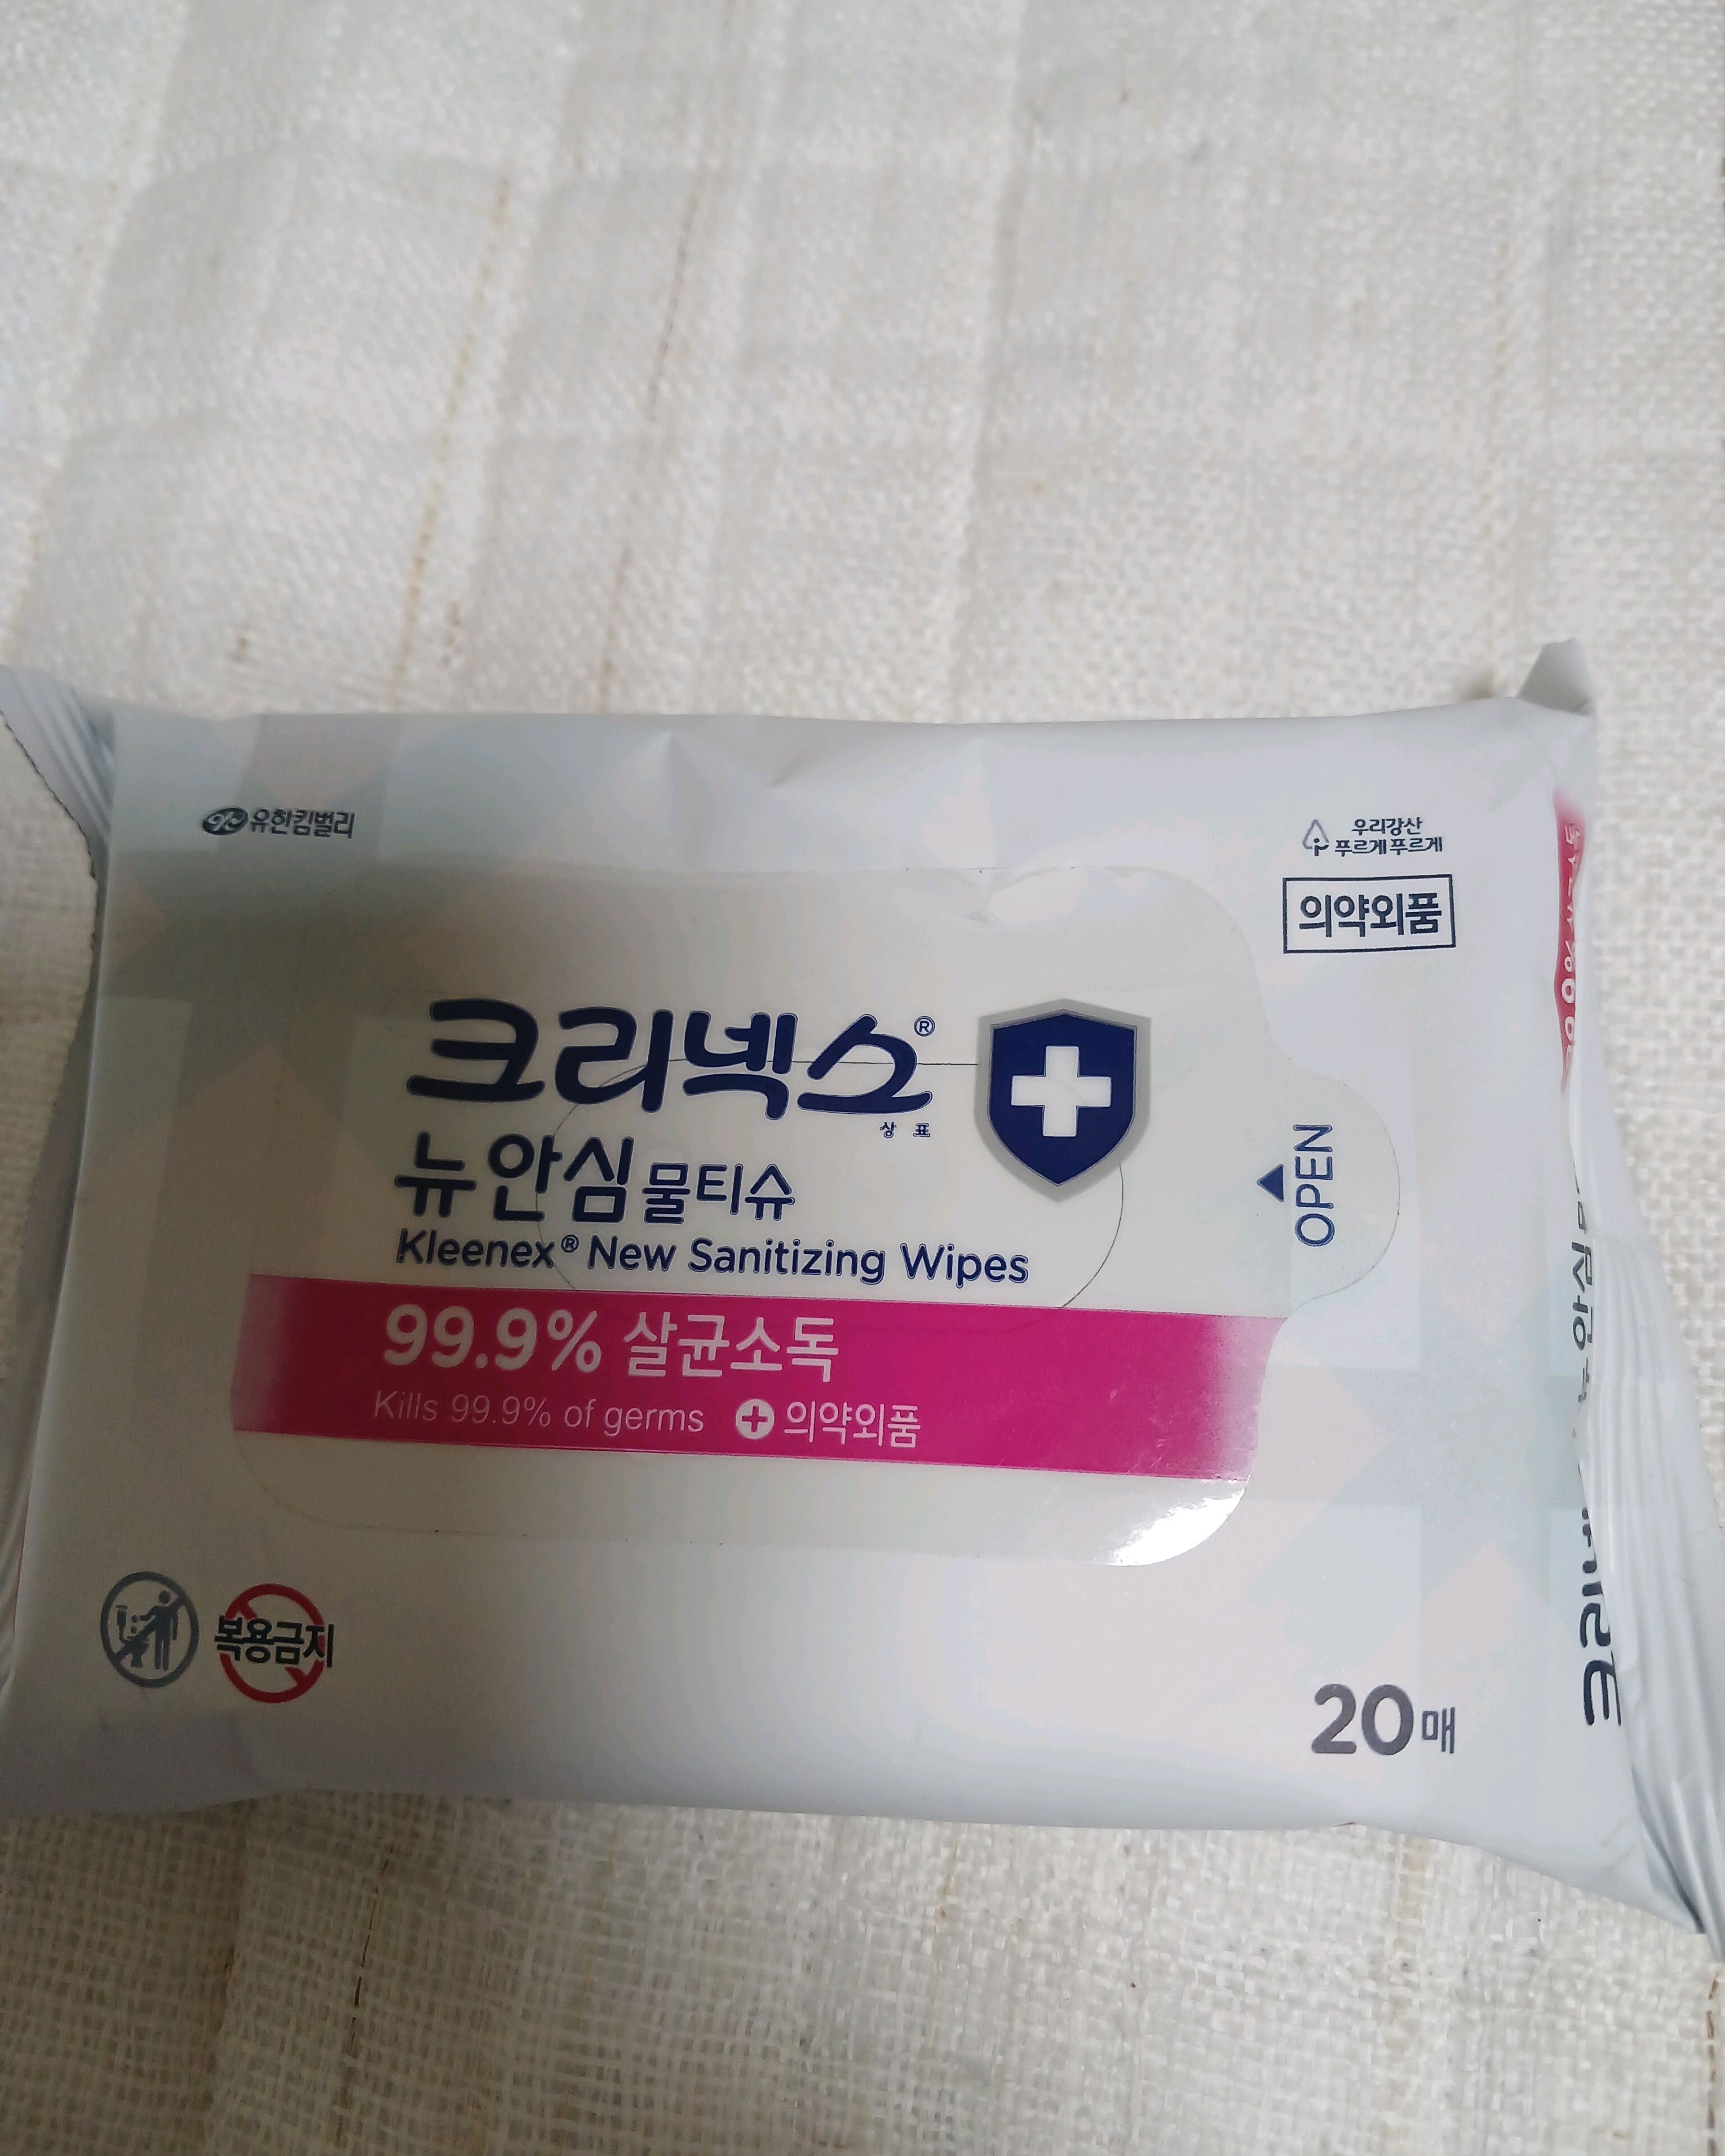 유한킴벌리
우리강산
푸르게 푸르게
의약외품
크리넥스®
상표
뉴 안심 물티슈
Kleenex® New Sanitizing Wipes
OPEN
99.9% 살균소독
Kills 99.9% of germs + 의약외품
복용금지
20매